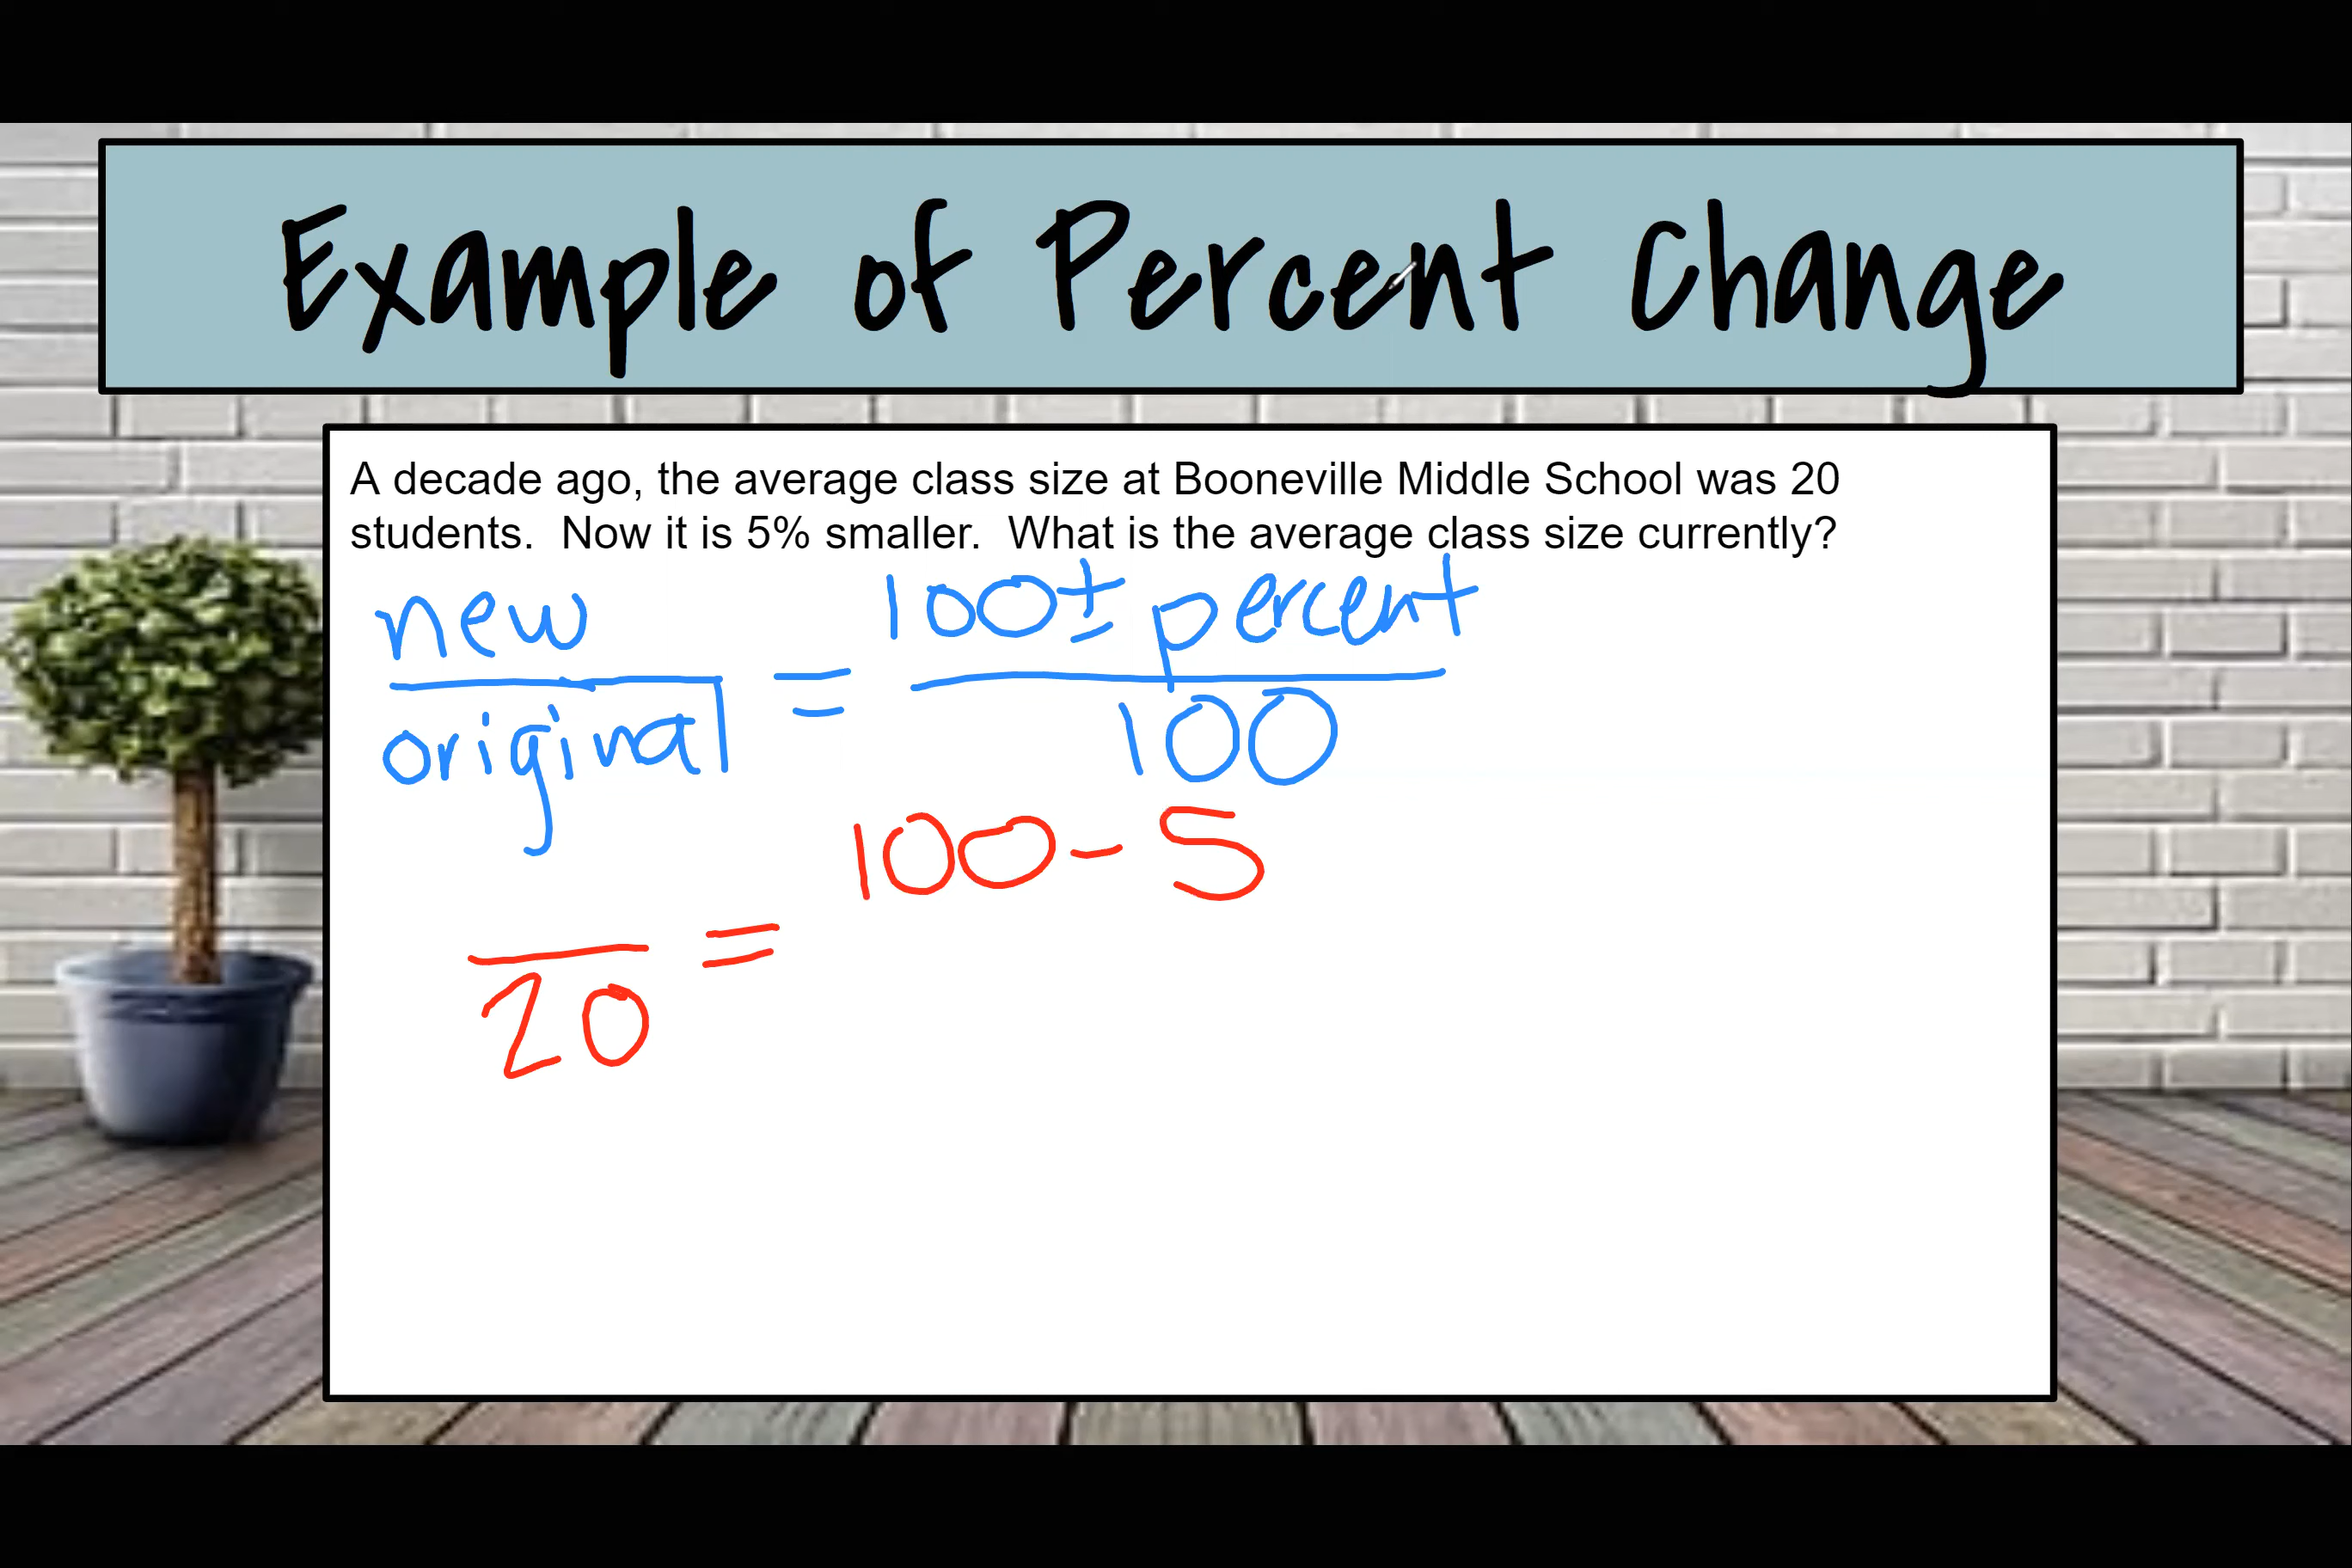 Example of Percent Change
A decade ago, the average class size at Booneville Middle School was 20
students.  Now it is 5% smaller.  What is the average class size currently?
new = 100± percent
original 100
100-5
=
20